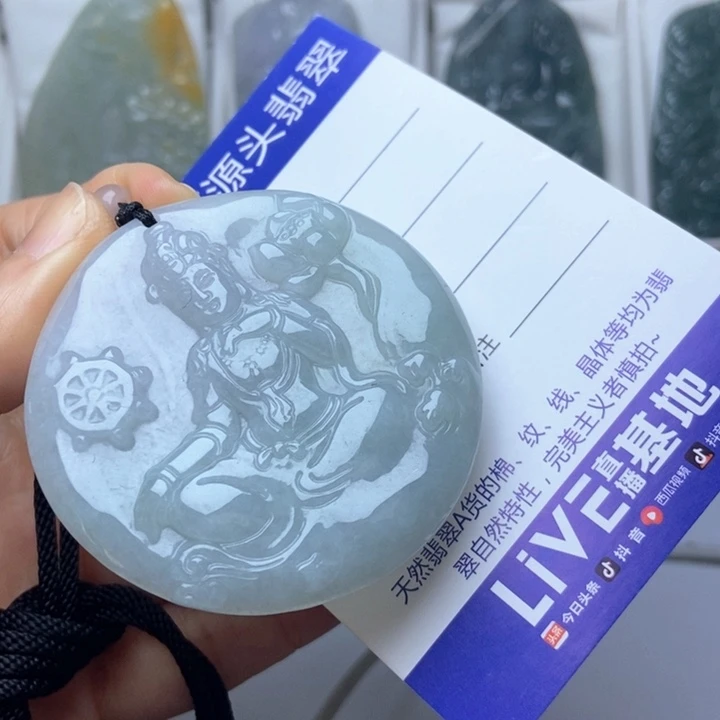 源头翡翠
注
天然翡翠A货的棉、纹、线、晶体等均为翡
翠自然特性，完美主义者慎拍~
LiVE直播基地
头条 今日头条 抖音 西瓜视频 抖音